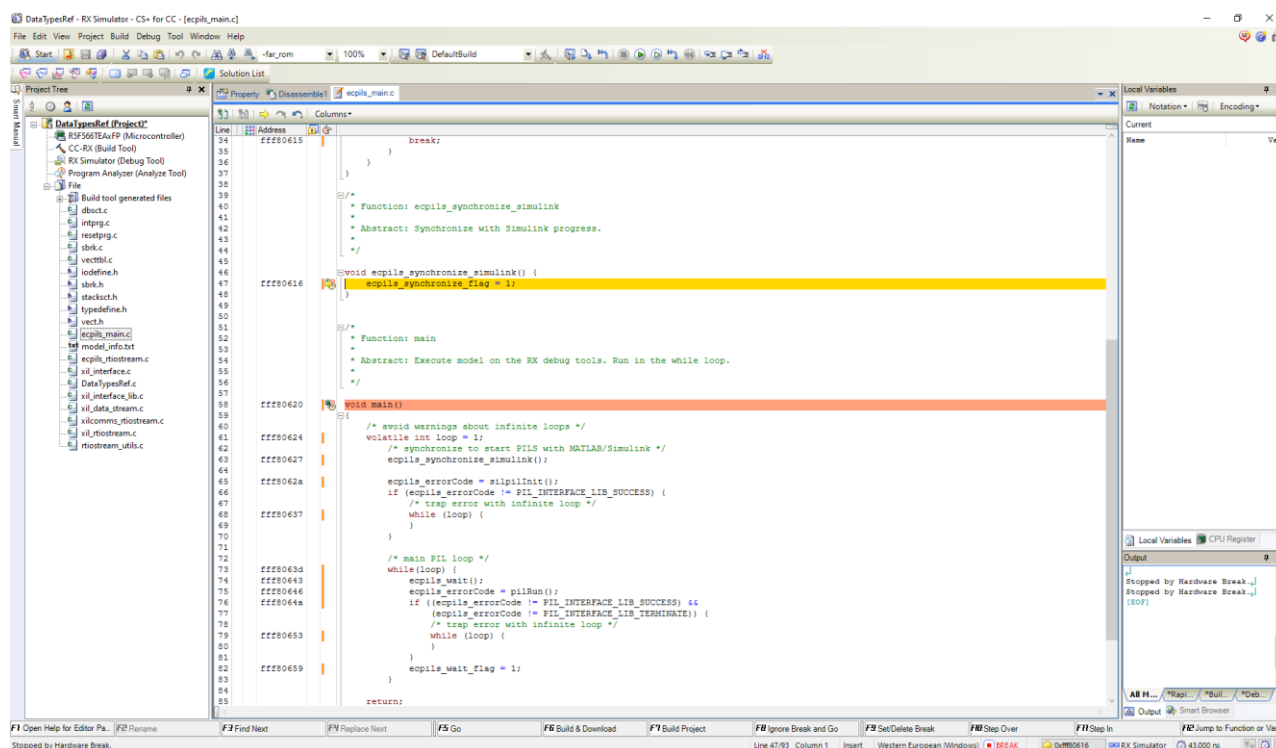 DataTypesRef - RX Simulator - CS+ for CC - [ecpils_main.c]
File Edit View Project Build Debug Tool Window Help
Start -far_rom 100% DefaultBuild
Solution List
Project Tree
Smart Manual
DataTypesRef (Project)*
R5F566TEAxFP (Microcontroller)
CC-RX (Build Tool)
RX Simulator (Debug Tool)
Program Analyzer (Analyze Tool)
File
Build tool generated files
dbsct.c
intprg.c
resetprg.c
sbrk.c
vecttbl.c
iodefine.h
sbrk.h
stacksct.h
typedefine.h
vect.h
ecpils_main.c
model_info.txt
ecpils_rtiostream.c
xil_interface.c
DataTypesRef.c
xil_interface_lib.c
xil_data_stream.c
xilcomms_rtiostream.c
xil_rtiostream.c
rtiostream_utils.c
Property Disassemble1 ecpils_main.c
Columns
Line Address
34 fff80615 break;
35 }
36 }
37 }
38
39 /*
40 * Function: ecpils_synchronize_simulink
41 *
42 * Abstract: Synchronize with Simulink progress.
43 *
44 */
45
46 void ecpils_synchronize_simulink() {
47 fff80616 ecpils_synchronize_flag = 1;
48 }
49
50
51 /*
52 * Function: main
53 *
54 * Abstract: Execute model on the RX debug tools. Run in the while loop.
55 *
56 */
57
58 fff80620 void main()
59 {
60 /* avoid warnings about infinite loops */
61 fff80624 volatile int loop = 1;
62 /* synchronize to start PILS with MATLAB/Simulink */
63 fff80627 ecpils_synchronize_simulink();
64
65 fff8062a ecpils_errorCode = silpilInit();
66 if (ecpils_errorCode != PIL_INTERFACE_LIB_SUCCESS) {
67 /* trap error with infinite loop */
68 fff80637 while (loop) {
69 }
70 }
71
72 /* main PIL loop */
73 fff8063d while(loop) {
74 fff80643 ecpils_wait();
75 fff80646 ecpils_errorCode = pilRun();
76 fff8064a if ((ecpils_errorCode != PIL_INTERFACE_LIB_SUCCESS) &&
77 (ecpils_errorCode != PIL_INTERFACE_LIB_TERMINATE)) {
78 /* trap error with infinite loop */
79 fff80653 while (loop) {
80 }
81 }
82 fff80659 ecpils_wait_flag = 1;
83 }
84
85 return;
Local Variables
Notation Encoding
Current
Name Va
Local Variables CPU Register
Output
Stopped by Hardware Break.
Stopped by Hardware Break.
[EOF]
All M... *Rapi... *Buil... *Deb...
Output Smart Browser
F1 Open Help for Editor Pa... F2 Rename F3 Find Next F4 Replace Next F5 Go F6 Build & Download F7 Build Project F8 Ignore Break and Go F9 Set/Delete Break F10 Step Over F11 Step In F12 Jump to Function or Va
Stopped by Hardware Break. Line 47/93 Column 1 Insert Western European (Windows) BREAK 0xfff80616 RX Simulator 43.000 ns